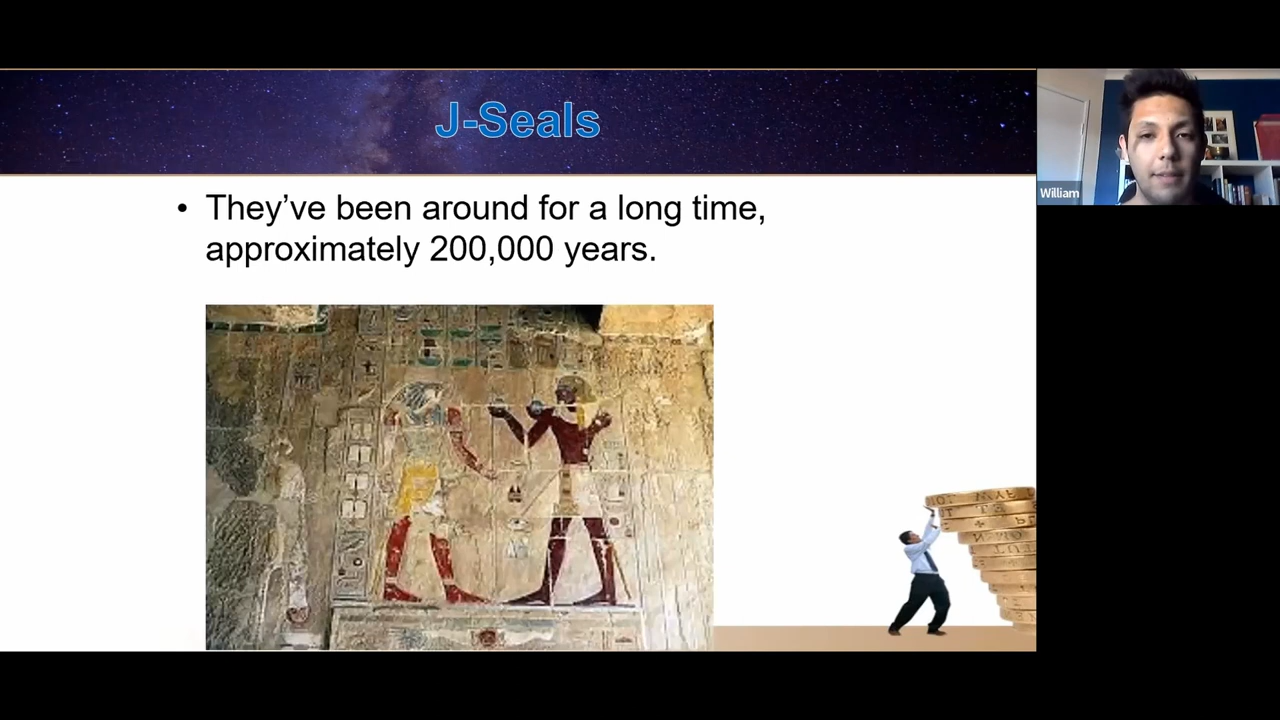 J-Seals
• They’ve been around for a long time,
approximately 200,000 years.
William